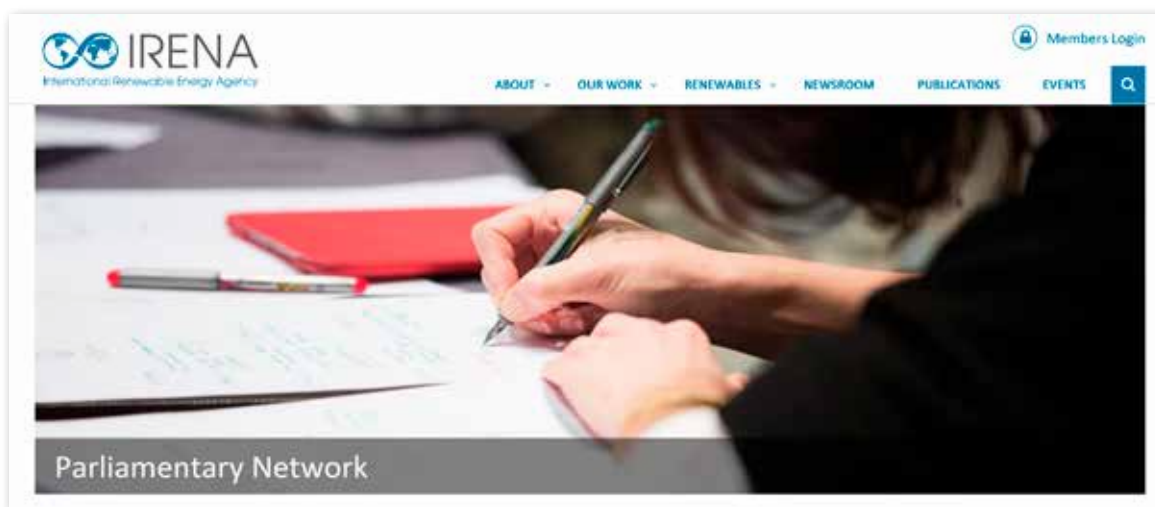 IRENA
International Renewable Energy Agency
Members Login
ABOUT
OUR WORK
RENEWABLES
NEWSROOM
PUBLICATIONS
EVENTS
Parliamentary Network